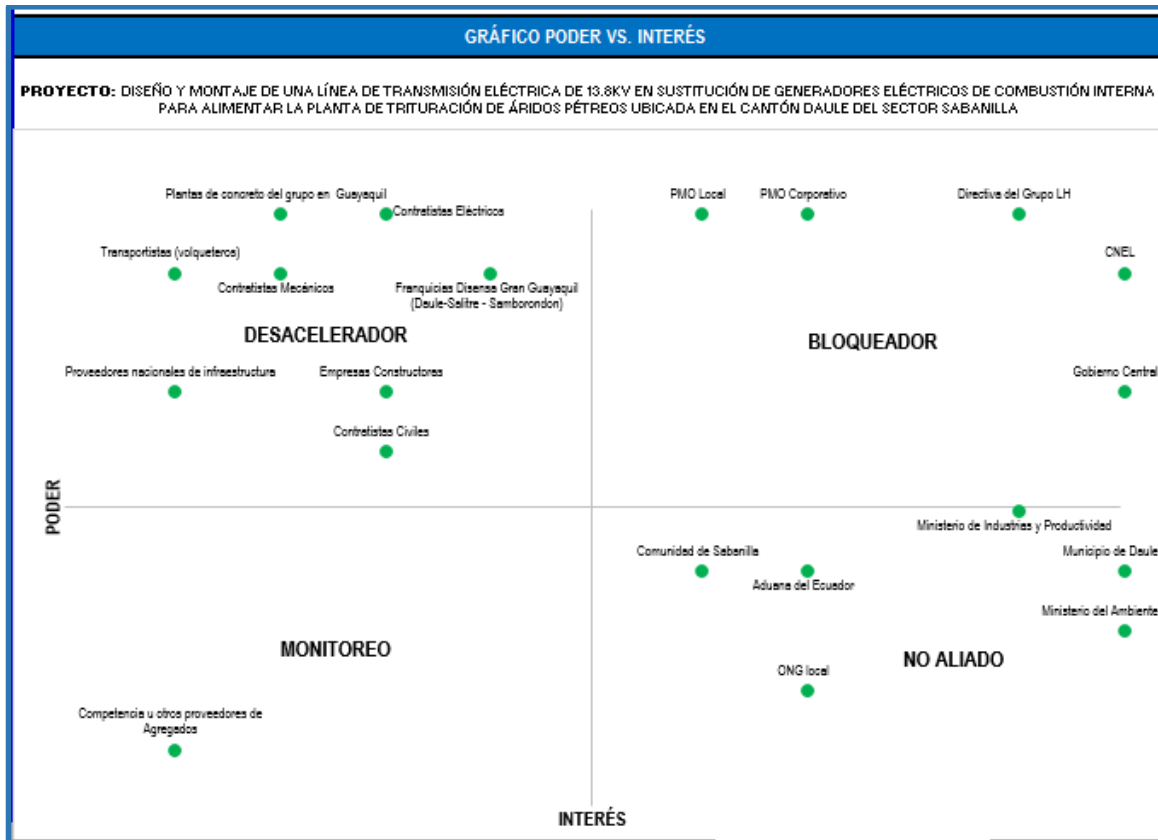 GRÁFICO PODER VS. INTERÉS
PROYECTO: DISEÑO Y MONTAJE DE UNA LÍNEA DE TRANSMISIÓN ELÉCTRICA DE 13.8KV EN SUSTITUCIÓN DE GENERADORES ELÉCTRICOS DE COMBUSTIÓN INTERNA
PARA ALIMENTAR LA PLANTA DE TRITURACIÓN DE ÁRIDOS PÉTREOS UBICADA EN EL CANTÓN DAULE DEL SECTOR SABANILLA
Plantas de concreto del grupo en Guayaquil
Contratistas Eléctricos
PMO Local
PMO Corporativo
Directiva del Grupo LH
Transportistas (volqueteros)
Contratistas Mecánicos
Franquicias Disensa Gran Guayaquil
(Daule-Salitre - Samborondon)
CNEL
DESACELERADOR
BLOQUEADOR
Proveedores nacionales de infraestructura
Empresas Constructoras
Gobierno Central
Contratistas Civiles
PODER
Ministerio de Industrias y Productividad
Comunidad de Sabanilla
Aduana del Ecuador
Municipio de Daule
Ministerio del Ambiente
MONITOREO
NO ALIADO
ONG local
Competencia u otros proveedores de
Agregados
INTERÉS